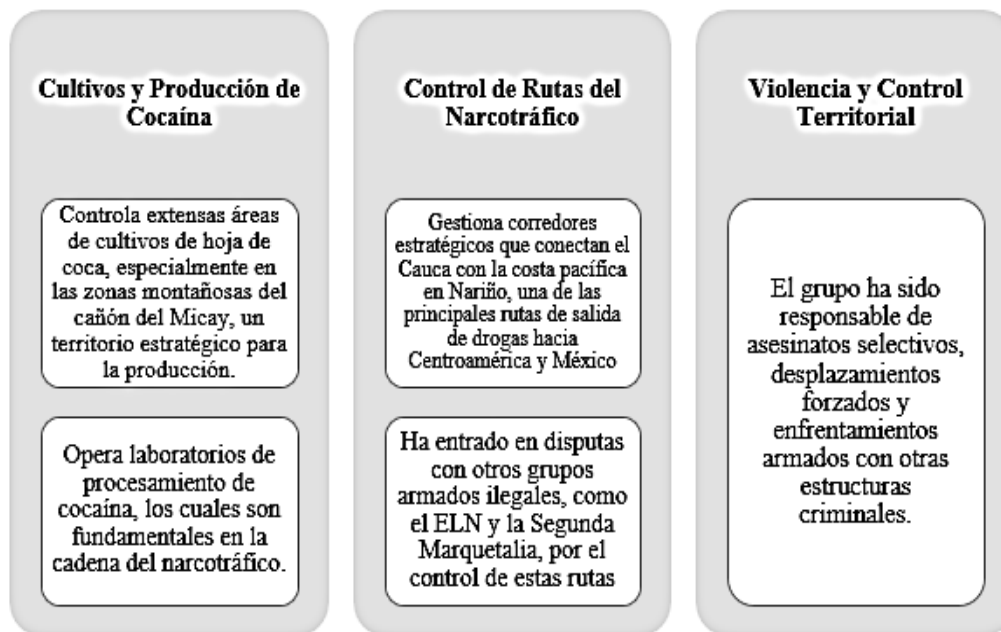 Cultivos y Producción de
Cocaína
Controla extensas áreas
de cultivos de hoja de
coca, especialmente en
las zonas montañosas del
cañón del Micay, un
territorio estratégico para
la producción.
Opera laboratorios de
procesamiento de
cocaína, los cuales son
fundamentales en la
cadena del narcotráfico.
Control de Rutas del
Narcotráfico
Gestiona corredores
estratégicos que conectan el
Cauca con la costa pacífica
en Nariño, una de las
principales rutas de salida
de drogas hacia
Centroamérica y México
Ha entrado en disputas
con otros grupos
armados ilegales, como
el ELN y la Segunda
Marquetalia, por el
control de estas rutas
Violencia y Control
Territorial
El grupo ha sido
responsable de
asesinatos selectivos,
desplazamientos
forzados y
enfrentamientos
armados con otras
estructuras
criminales.